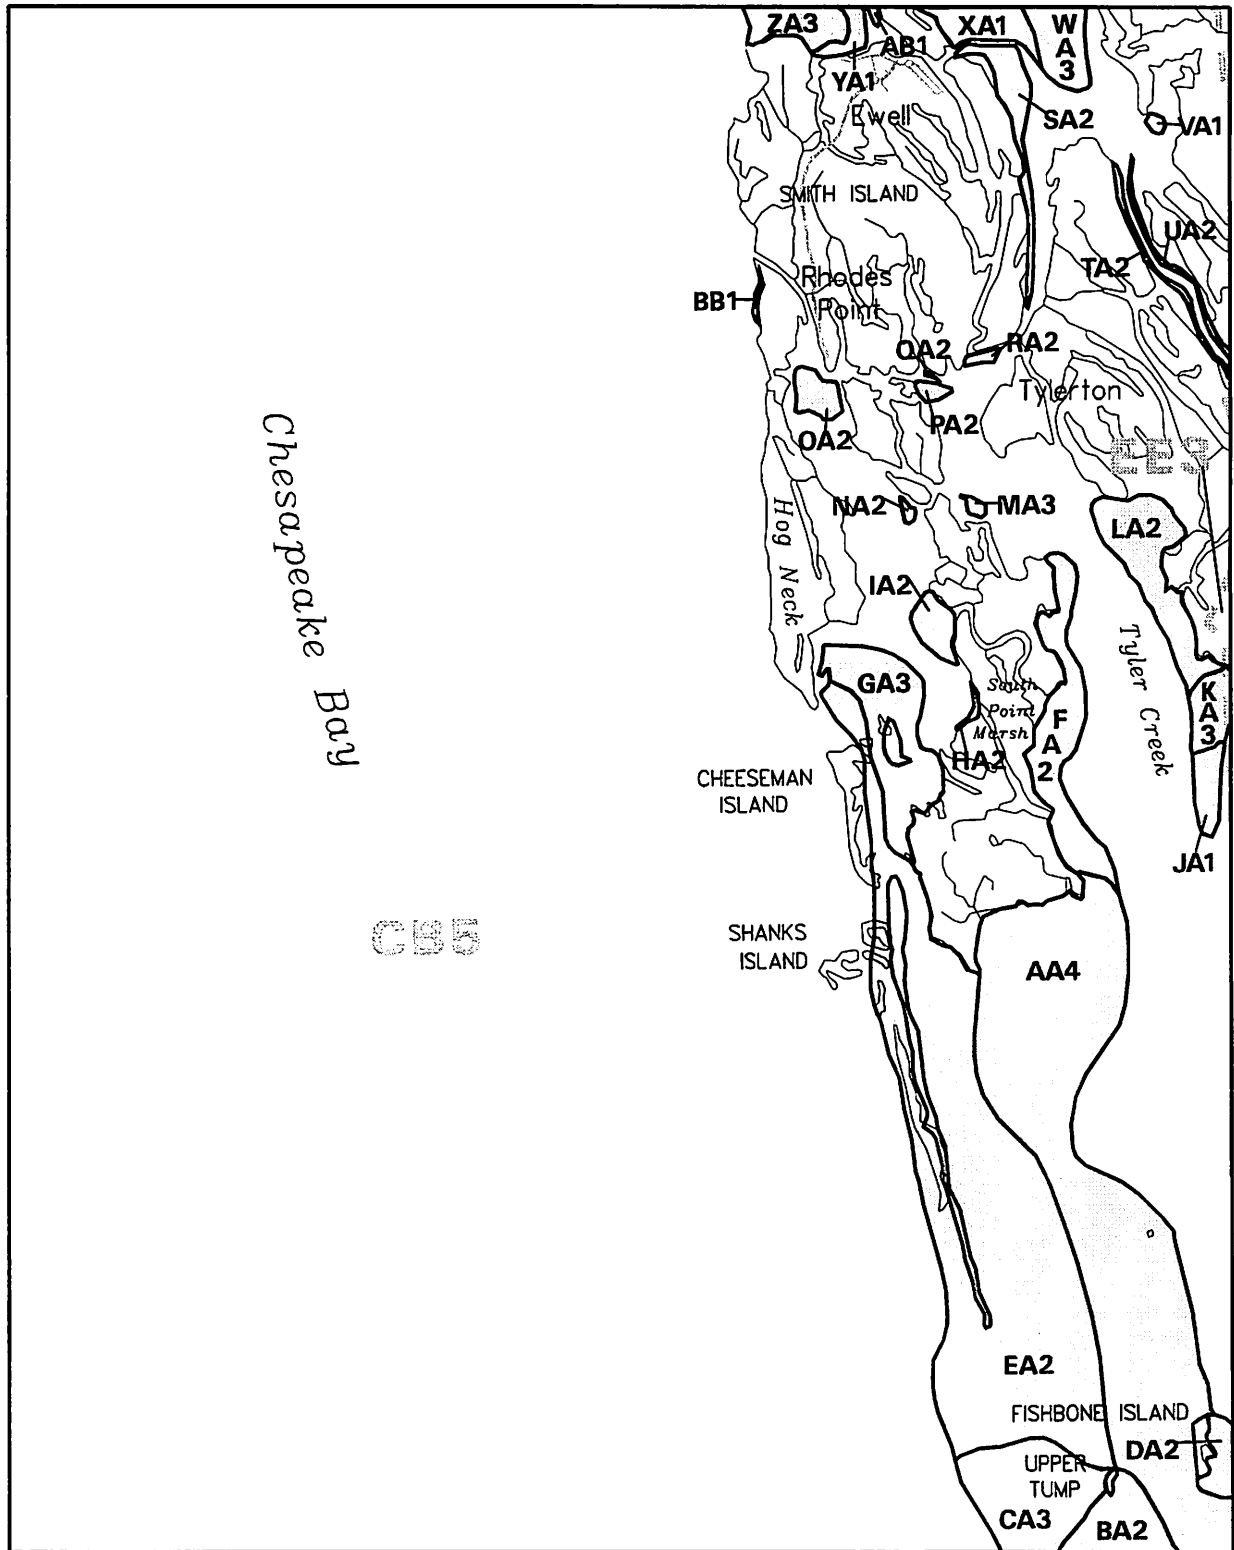 ZA3
XA1
W
A
3
AB1
YA1
Ewell
SA2
VA1
SMITH ISLAND
UA2
TA2
Rhodes
Point
BB1
RA2
QA2
Tylerton
PA2
OA2
EE3
Chesapeake Bay
Hog Neck
NA2
MA3
LA2
IA2
Tyler Creek
GA3
South
Point
Marsh
K
A
3
F
A
2
HA2
CHEESEMAN
ISLAND
JA1
CB5
SHANKS
ISLAND
AA4
EA2
FISHBONE ISLAND
DA2
UPPER
TUMP
CA3
BA2